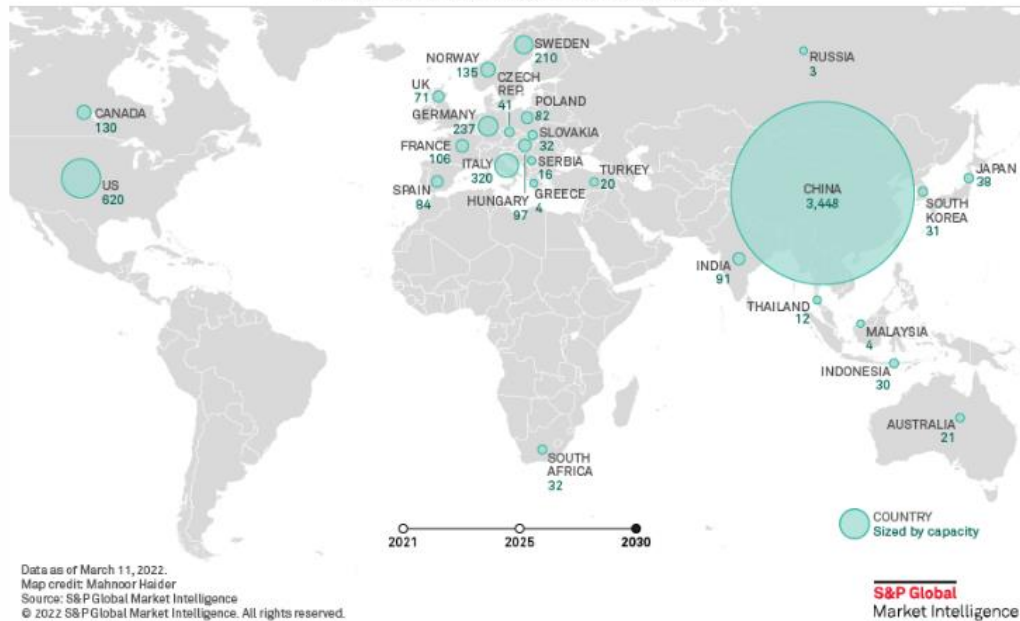 SWEDEN
210
NORWAY
135
CZECH
REP.
41
UK
71
POLAND
82
GERMANY
237
SLOVAKIA
32
FRANCE
106
ITALY
320
SERBIA
16
TURKEY
20
SPAIN
84
HUNGARY
97
GREECE
4
CANADA
130
US
620
RUSSIA
3
CHINA
3,448
JAPAN
38
SOUTH
KOREA
31
INDIA
91
THAILAND
12
MALAYSIA
4
INDONESIA
30
AUSTRALIA
21
SOUTH
AFRICA
32
2021
2025
2030
COUNTRY
Sized by capacity
Data as of March 11, 2022.
Map credit: Mahnoor Haider
Source: S&P Global Market Intelligence
© 2022 S&P Global Market Intelligence. All rights reserved.
S&P Global
Market Intelligence